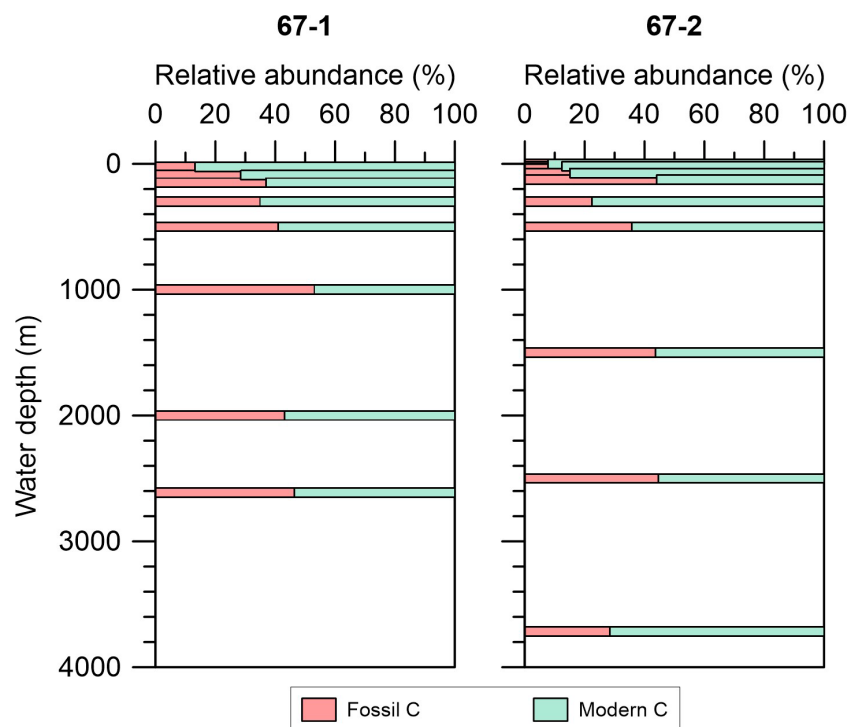 67-1 67-2
Relative abundance (%) Relative abundance (%)
0 20 40 60 80 100 0 20 40 60 80 100
0
1000
2000
3000
4000
Water depth (m)
Fossil C Modern C